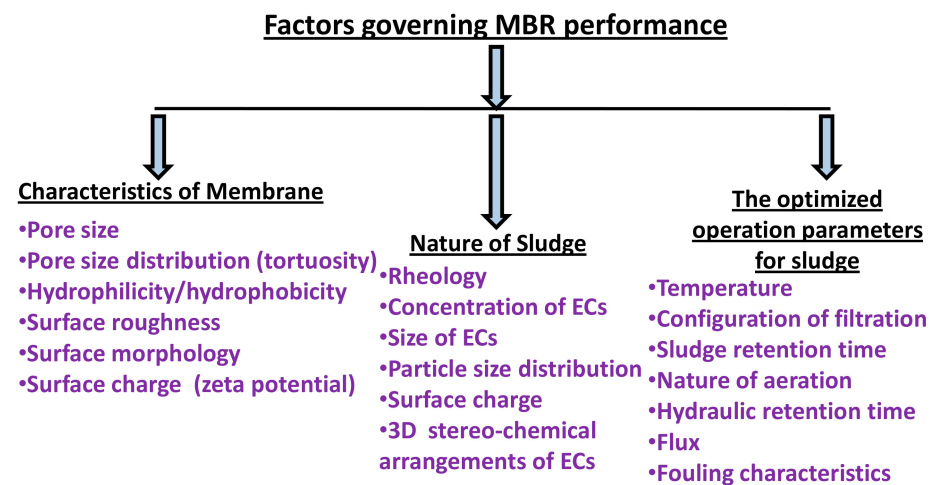 Factors governing MBR performance
Characteristics of Membrane
•Pore size
•Pore size distribution (tortuosity)
•Hydrophilicity/hydrophobicity
•Surface roughness
•Surface morphology
•Surface charge (zeta potential)
Nature of Sludge
•Rheology
•Concentration of ECs
•Size of ECs
•Particle size distribution
•Surface charge
•3D stereo-chemical
arrangements of ECs
The optimized
operation parameters
for sludge
•Temperature
•Configuration of filtration
•Sludge retention time
•Nature of aeration
•Hydraulic retention time
•Flux
•Fouling characteristics